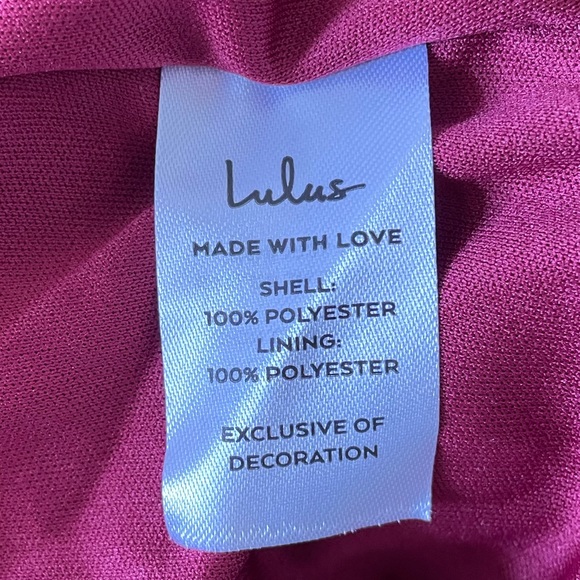 Lulus
MADE WITH LOVE
SHELL:
100% POLYESTER
LINING:
100% POLYESTER
EXCLUSIVE OF
DECORATION